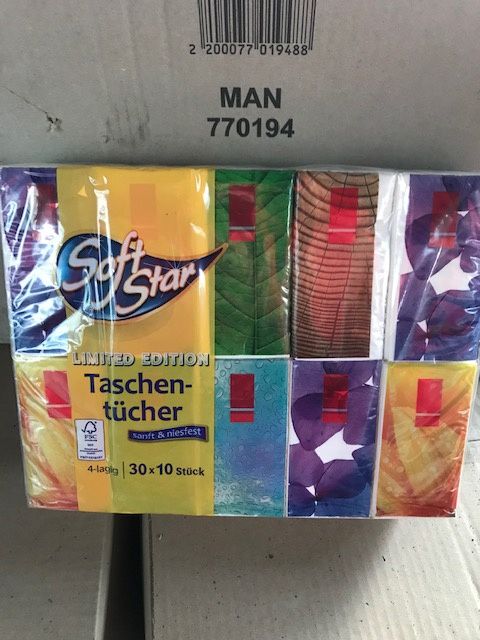 2 200077 019488
MAN
770194
Soft
Star
LIMITED EDITION
Taschen-
tücher
sanft & niesfest
FSC
4-lagig | 30 x 10 Stück